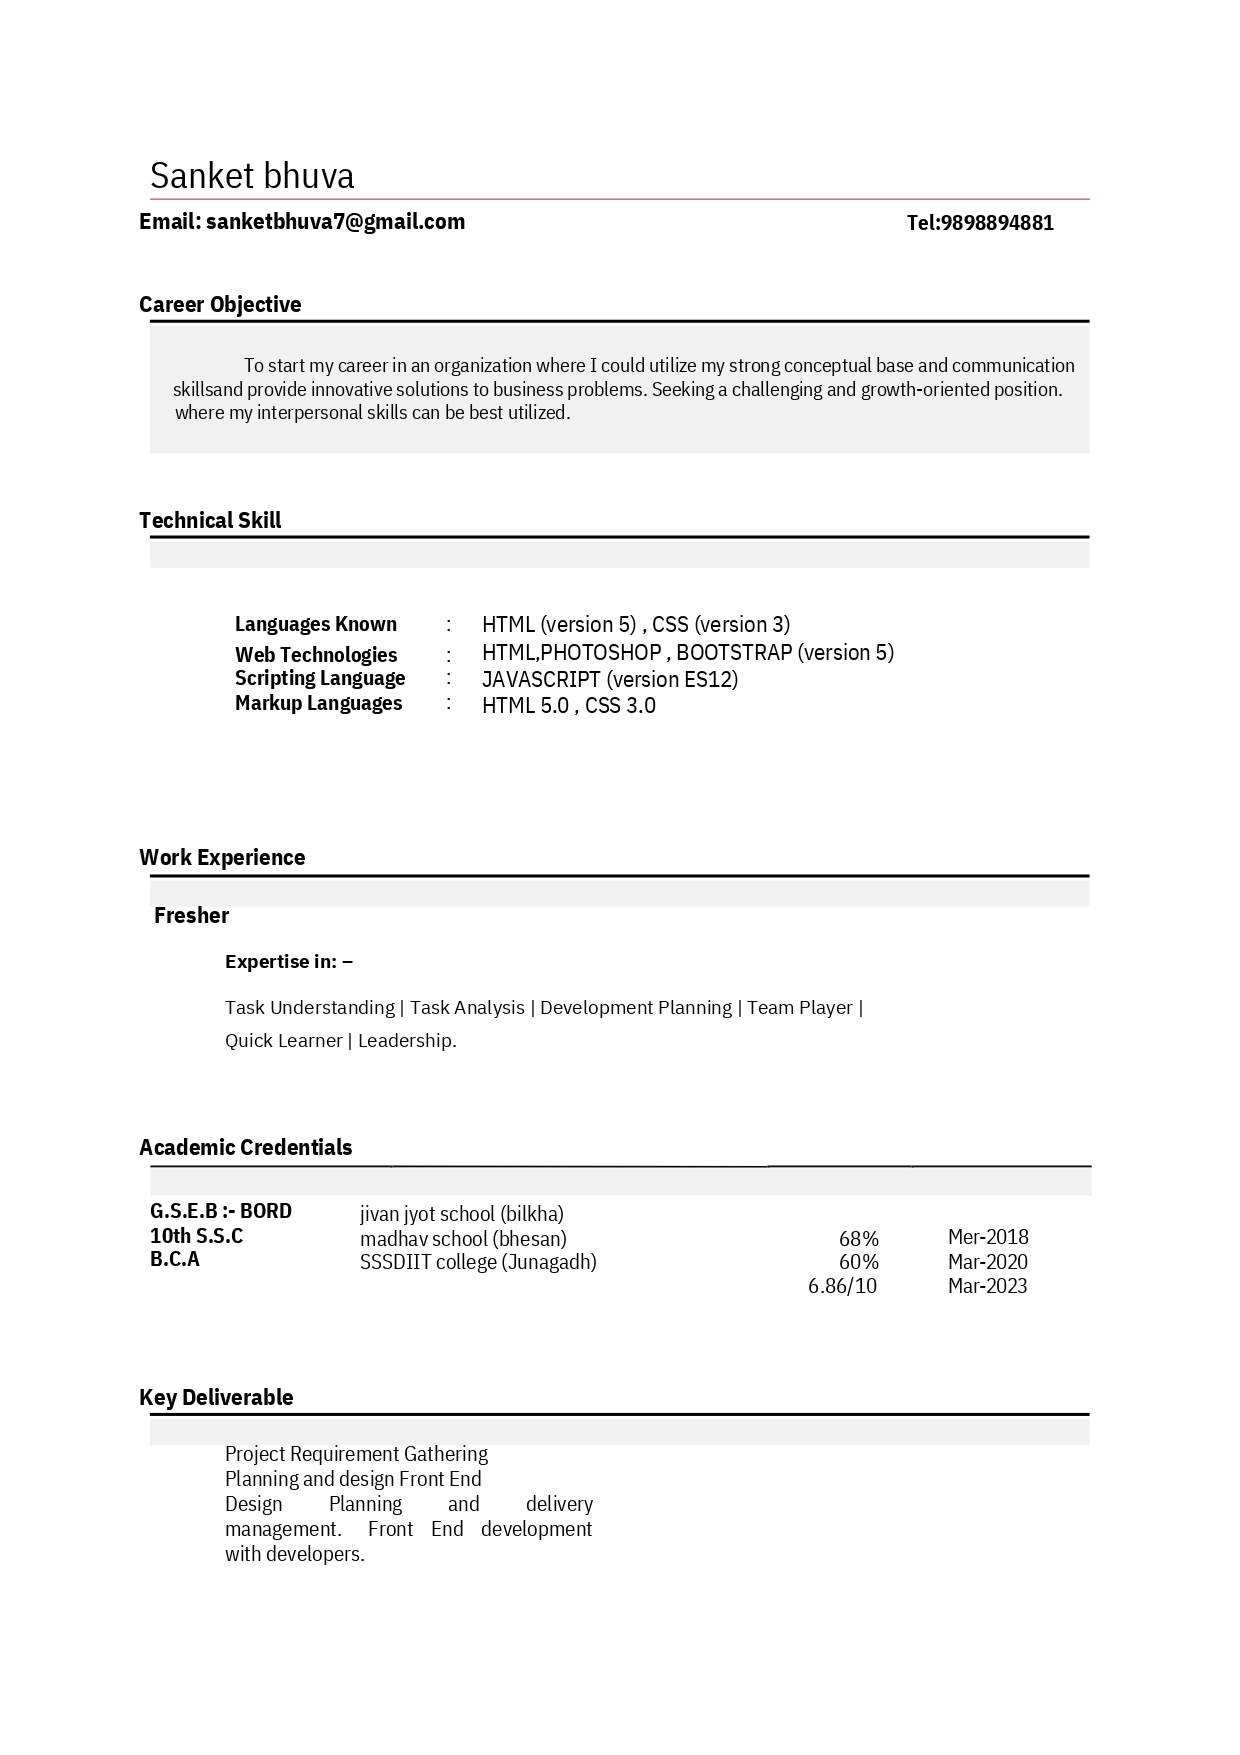 Sanket bhuva
Email: sanketbhuva7@gmail.com Tel:9898894881
Career Objective
To start my career in an organization where I could utilize my strong conceptual base and communication
skillsand provide innovative solutions to business problems. Seeking a challenging and growth-oriented position.
where my interpersonal skills can be best utilized.
Technical Skill
Languages Known : HTML (version 5) , CSS (version 3)
Web Technologies : HTML,PHOTOSHOP , BOOTSTRAP (version 5)
Scripting Language : JAVASCRIPT (version ES12)
Markup Languages : HTML 5.0 , CSS 3.0
Work Experience
Fresher
Expertise in: –
Task Understanding | Task Analysis | Development Planning | Team Player |
Quick Learner | Leadership.
Academic Credentials
G.S.E.B :- BORD jivan jyot school (bilkha)
10th S.S.C madhav school (bhesan) 68% Mer-2018
B.C.A SSSDIIT college (Junagadh) 60% Mar-2020
6.86/10 Mar-2023
Key Deliverable
Project Requirement Gathering
Planning and design Front End
Design Planning and delivery
management. Front End development
with developers.